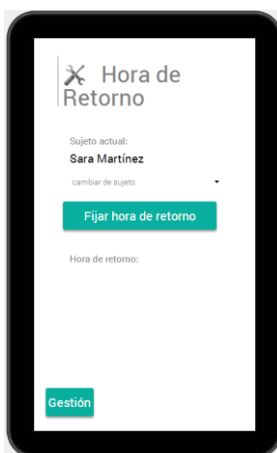 Hora de
Retorno
Sujeto actual:
Sara Martínez
cambiar de sujeto
Fijar hora de retorno
Hora de retorno:
Gestión